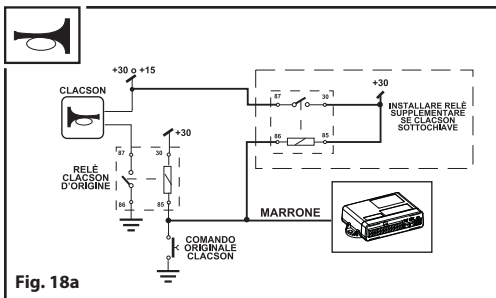 +30 o +15
CLACSON
87
30
+30
INSTALLARE RELÈ
SUPPLEMENTARE
SE CLACSON
SOTTOCHIAVE
86
85
+30
87
30
RELÈ
CLACSON
D'ORIGINE
86
85
MARRONE
COMANDO
ORIGINALE
CLACSON
Fig. 18a